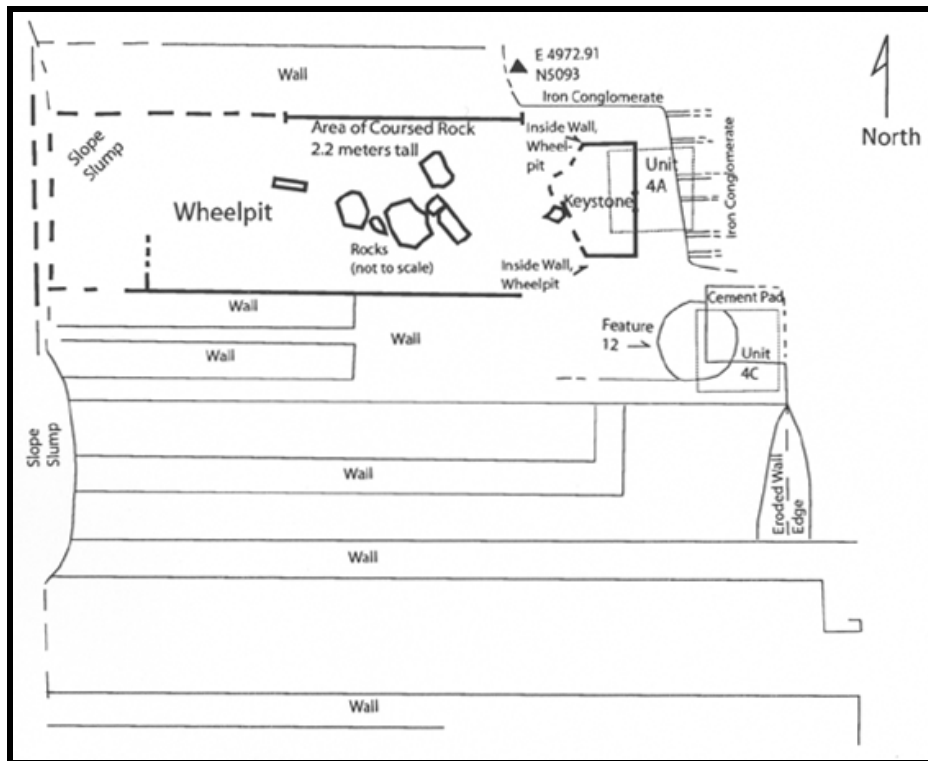 E 4972.91
N5093
Wall
Iron Conglomerate
North
Area of Coursed Rock
2.2 meters tall
Inside Wall,
Wheel-
pit
Slope
Slump
Unit
4A
Iron Conglomerate
Keystone
Wheelpit
Rocks
(not to scale)
Inside Wall,
Wheelpit
Wall
Cement Pad
Feature
12
Wall
Wall
Unit
4C
Slope
Slump
Wall
Eroded Wall
Edge
Wall
Wall